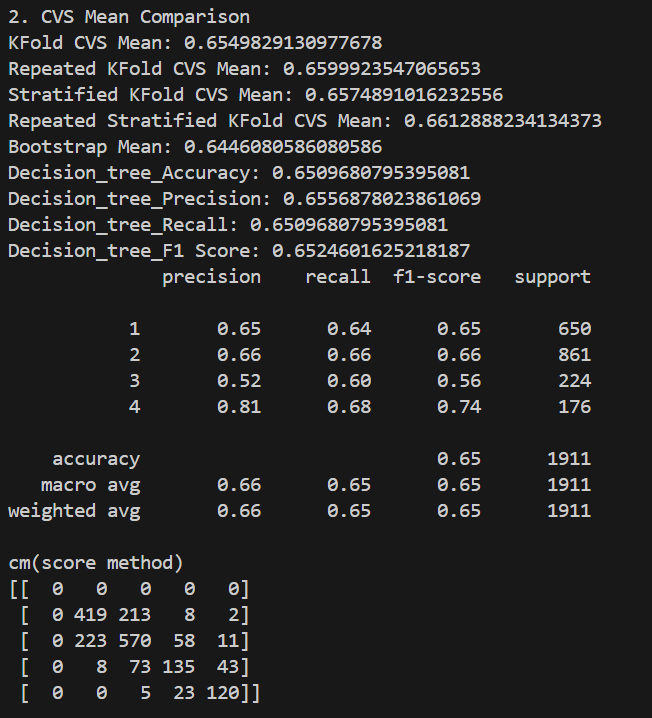 2. CVS Mean Comparison
KFold CVS Mean: 0.6549829130977678
Repeated KFold CVS Mean: 0.6599923547065653
Stratified KFold CVS Mean: 0.6574891016232556
Repeated Stratified KFold CVS Mean: 0.6612888234134373
Bootstrap Mean: 0.6446080586080586
Decision_tree_Accuracy: 0.6509680795395081
Decision_tree_Precision: 0.6556878023861069
Decision_tree_Recall: 0.6509680795395081
Decision_tree_F1 Score: 0.6524601625218187
              precision    recall  f1-score   support

           1       0.65      0.64      0.65       650
           2       0.66      0.66      0.66       861
           3       0.52      0.60      0.56       224
           4       0.81      0.68      0.74       176

    accuracy                           0.65      1911
   macro avg       0.66      0.65      0.65      1911
weighted avg       0.66      0.65      0.65      1911

cm(score method)
[[  0   0   0   0   0]
 [  0 419 213   8   2]
 [  0 223 570  58  11]
 [  0   8  73 135  43]
 [  0   0   5  23 120]]